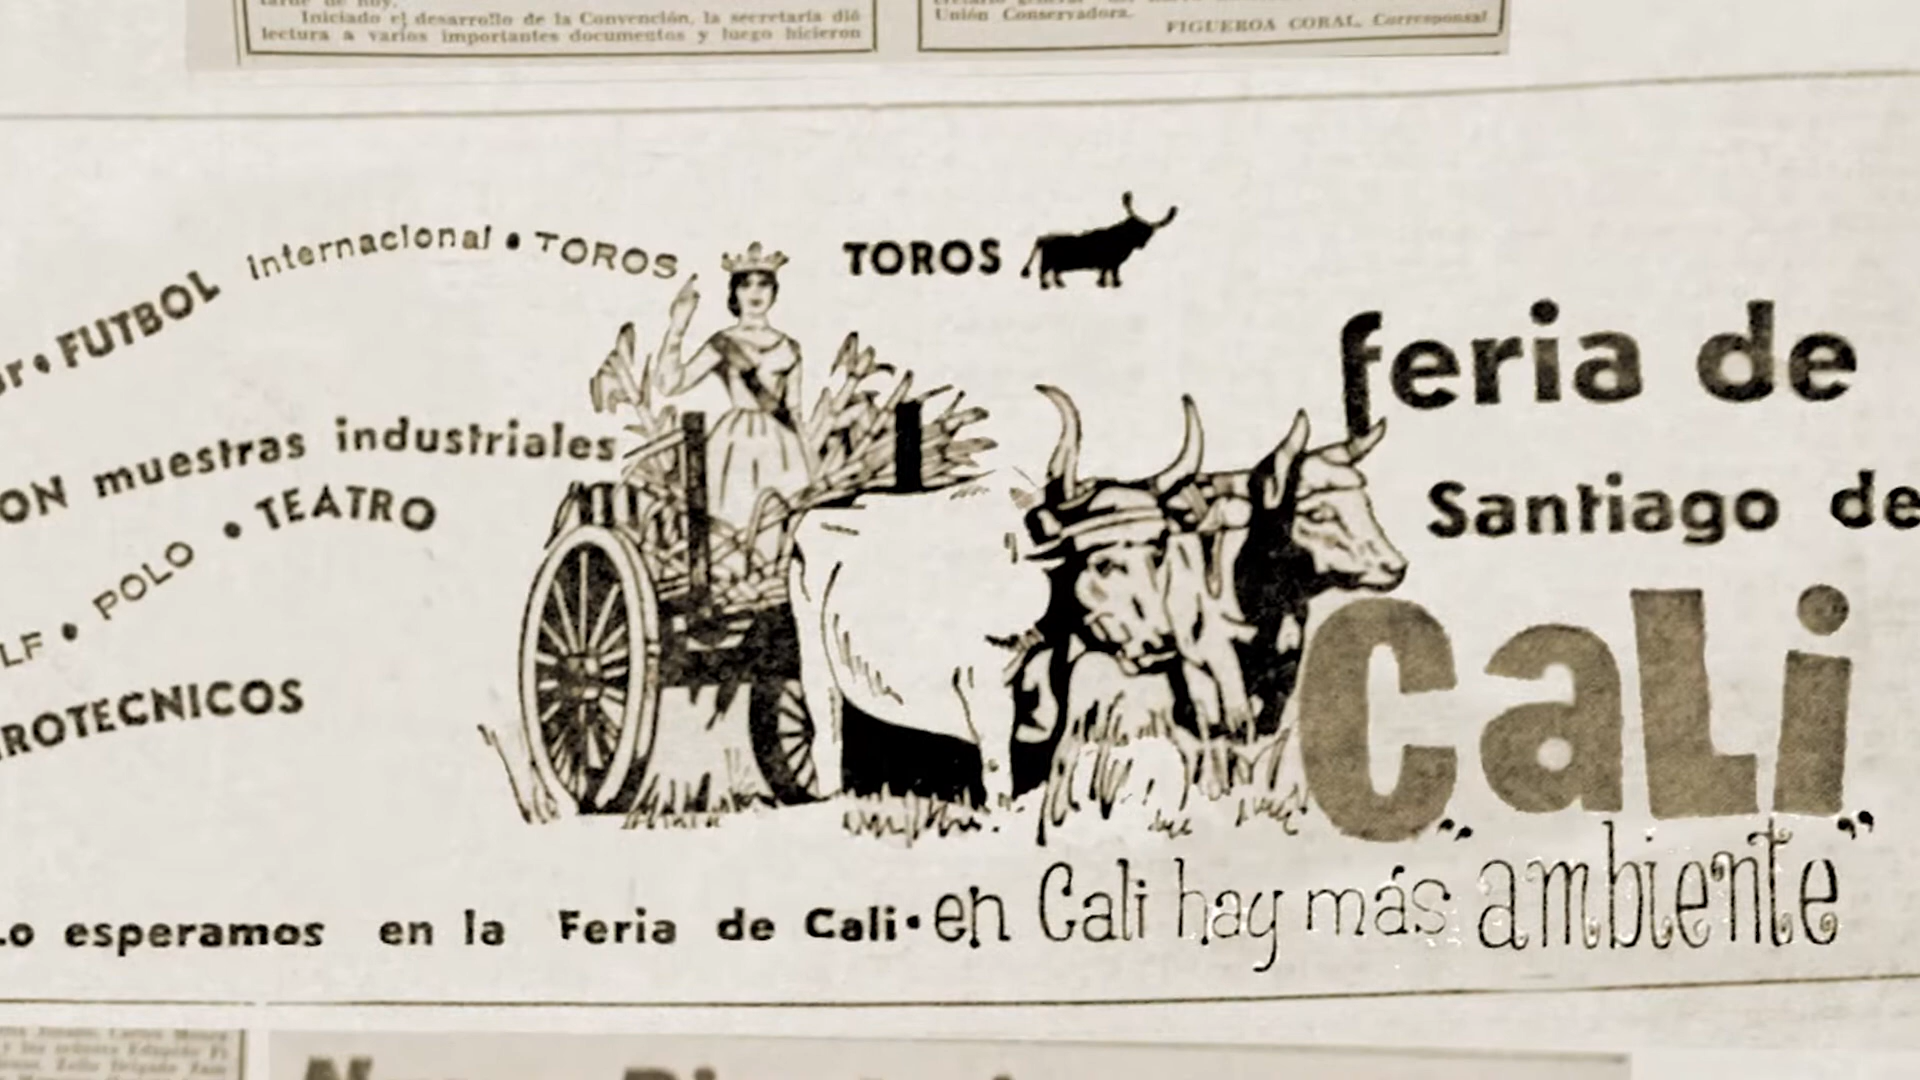 Iniciado el desarrollo de la Convención, la secretaría dió
lectura a varios importantes documentos y luego hicieron
Unión Conservadora.
FIGUEROA CORAL, Corresponsal
• FUTBOL internacional • TOROS,
TOROS
feria de
ON muestras industriales
Santiago de
LF • POLO • TEATRO
CaLi
ROTECNICOS
Lo esperamos en la Feria de Cali • en Cali hay más "ambiente"